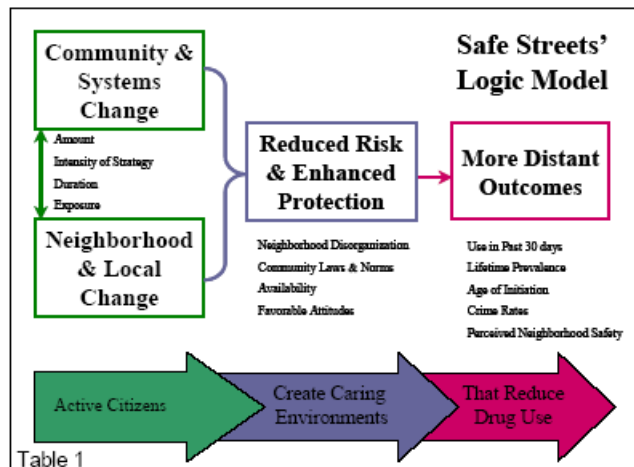 Safe Streets'
Logic Model
Community &
Systems
Change
Amount
Intensity of Strategy
Duration
Exposure
Neighborhood
& Local
Change
Reduced Risk
& Enhanced
Protection
Neighborhood Disorganization
Community Laws & Norms
Availability
Favorable Attitudes
More Distant
Outcomes
Use in Past 30 days
Lifetime Prevalence
Age of Initiation
Crime Rates
Perceived Neighborhood Safety
Active Citizens
Create Caring
Environments
That Reduce
Drug Use
Table 1